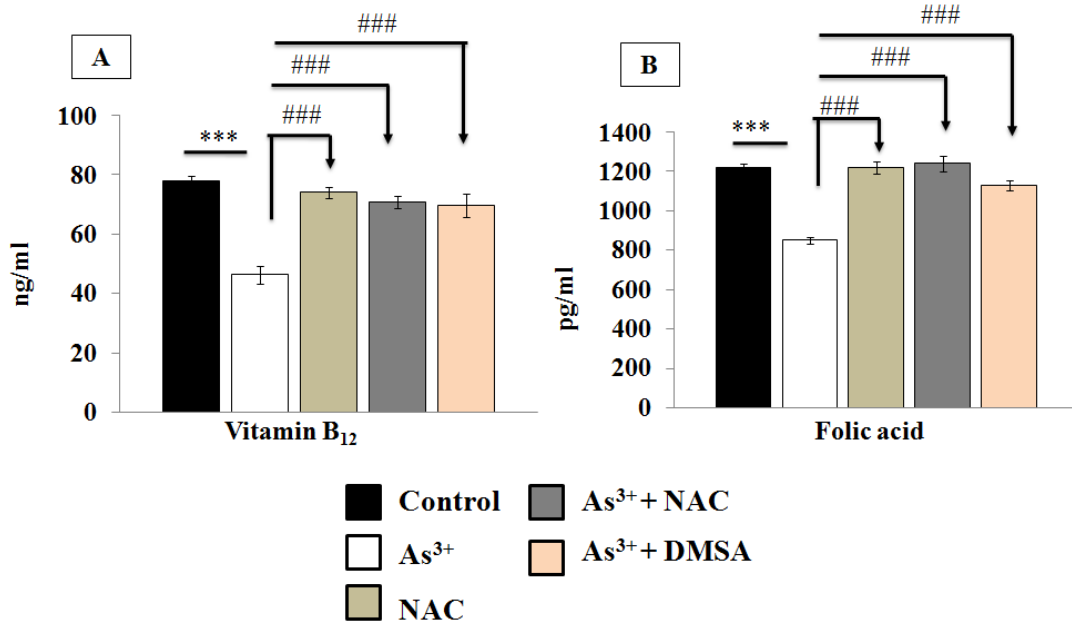 A
###
###
###
***
100
80
60
40
20
0
ng/ml
Vitamin B₁₂
B
###
###
###
***
1400
1200
1000
800
600
400
200
0
pg/ml
Folic acid
Control
As³⁺
NAC
As³⁺ + NAC
As³⁺ + DMSA